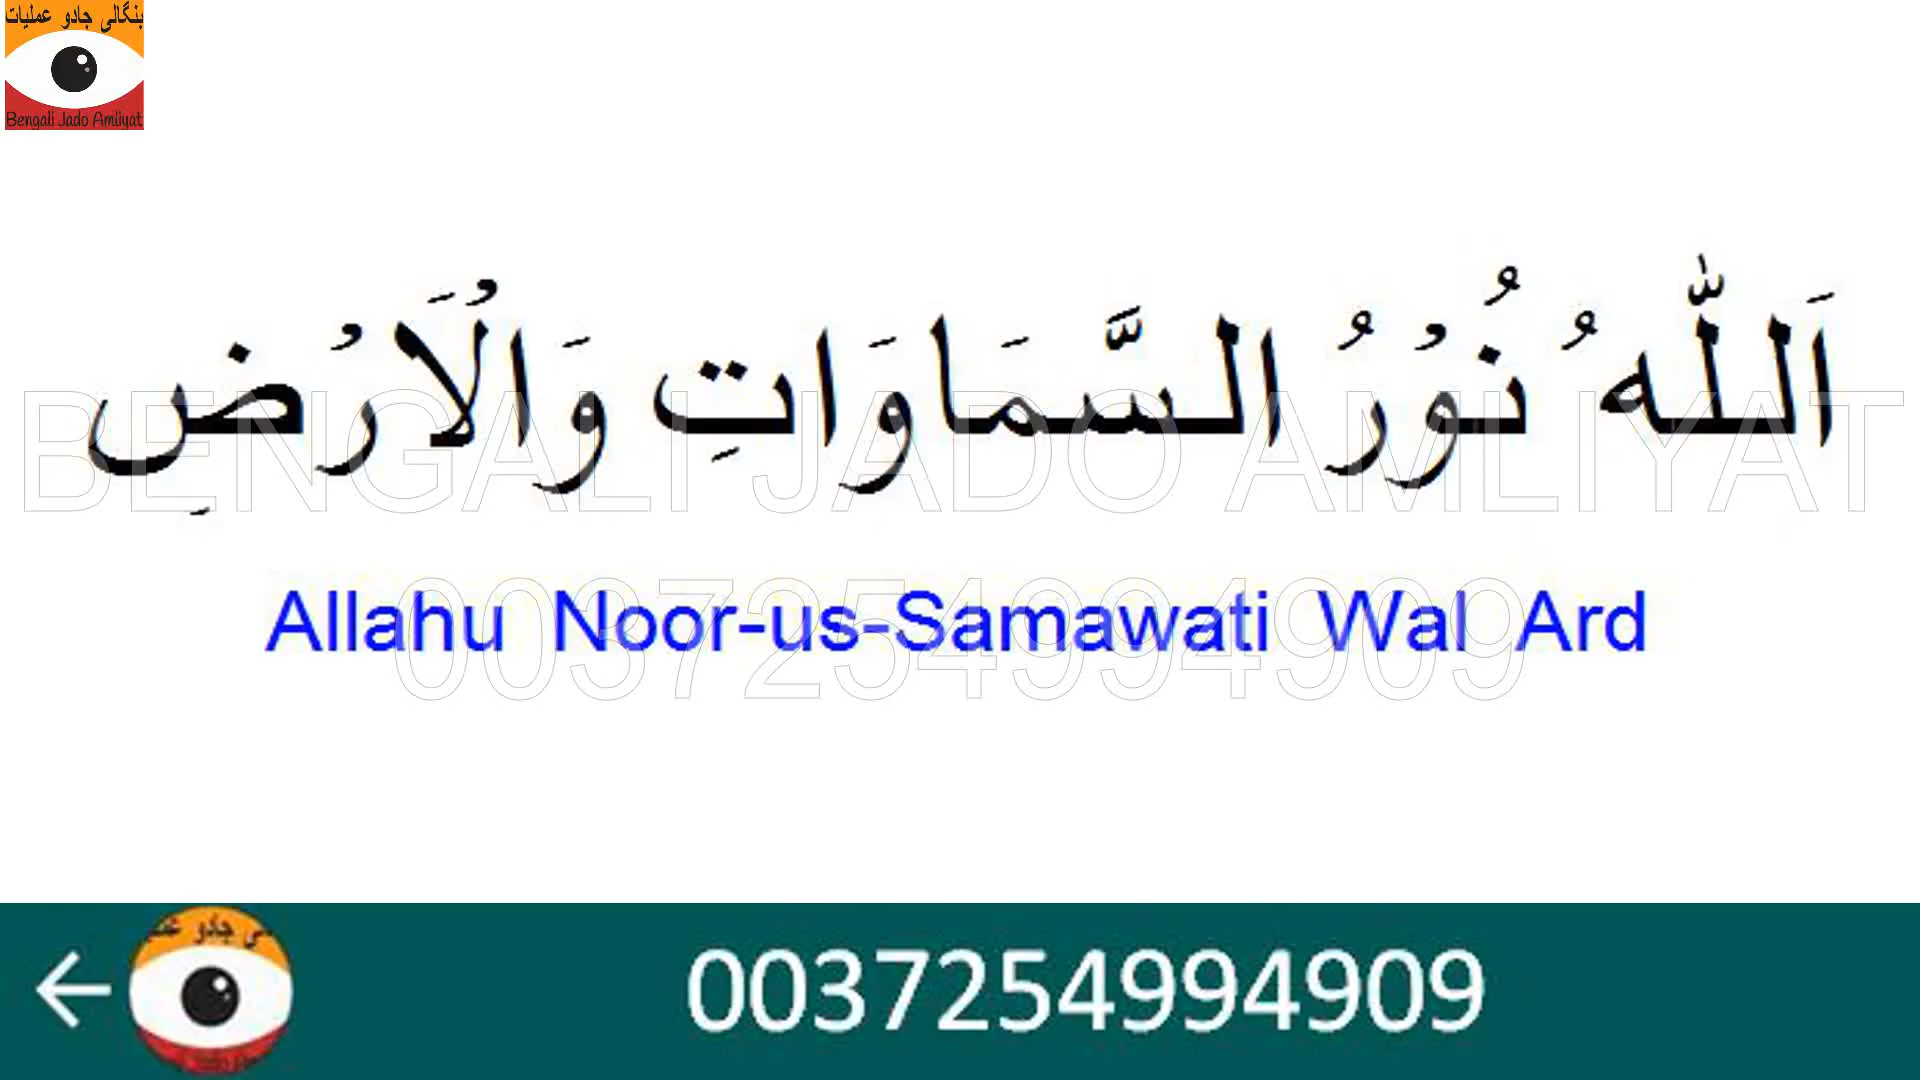 بنگالی جادو عملیات
Bengali Jado Amliyat
اَللّٰهُ نُوْرُ السَّمَاوَاتِ وَالْاَرْضِ
BENGALI JADO AMLIYAT
Allahu Noor-us-Samawati Wal Ard
0037254994909
0037254994909